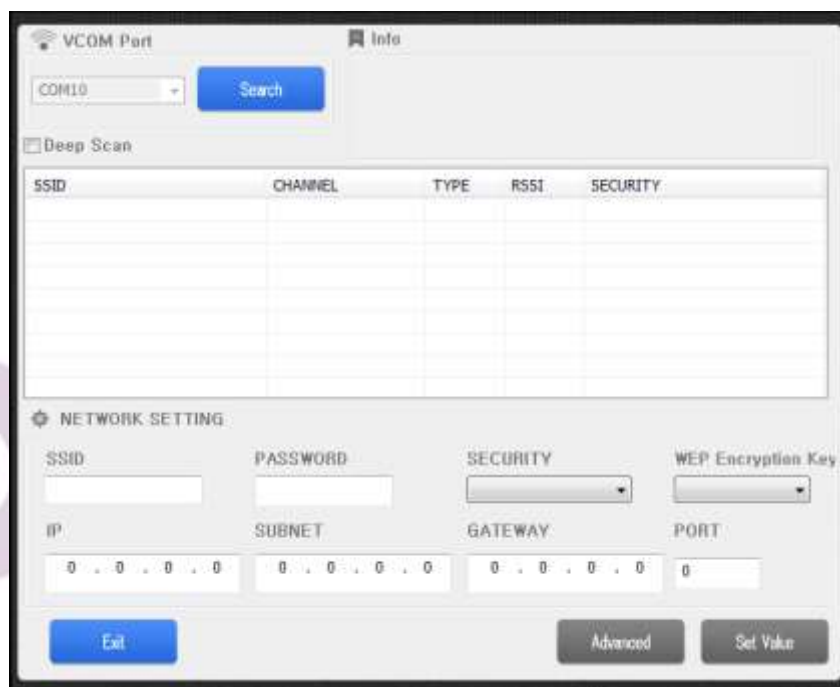 VCOM Port
Info
COM10
Search
Deep Scan
SSID CHANNEL TYPE RSSI SECURITY
NETWORK SETTING
SSID PASSWORD SECURITY WEP Encryption Key
IP SUBNET GATEWAY PORT
0 . 0 . 0 . 0 0 . 0 . 0 . 0 0 . 0 . 0 . 0 0
Exit Advanced Set Value